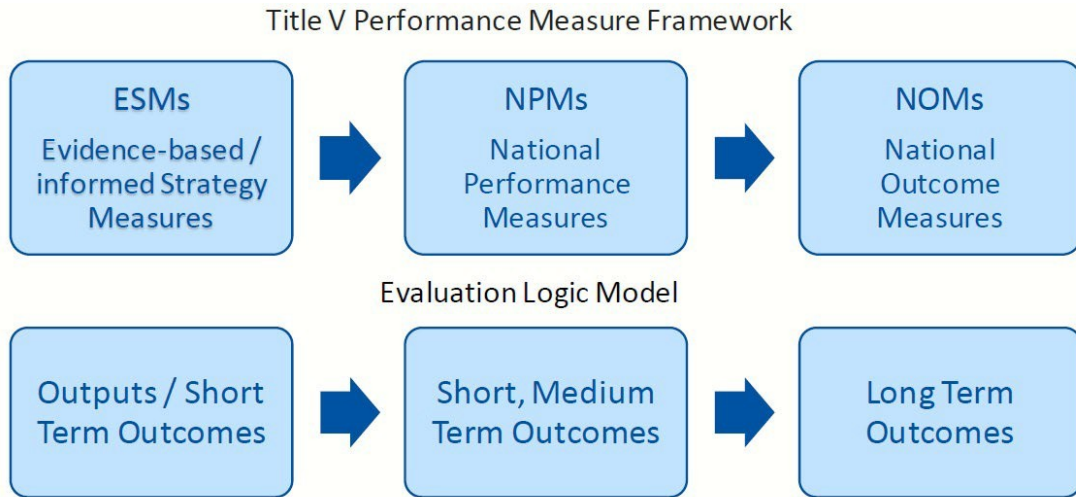 Title V Performance Measure Framework
ESMs
Evidence-based /
informed Strategy
Measures
NPMs
National
Performance
Measures
NOMs
National
Outcome
Measures
Evaluation Logic Model
Outputs / Short
Term Outcomes
Short, Medium
Term Outcomes
Long Term
Outcomes